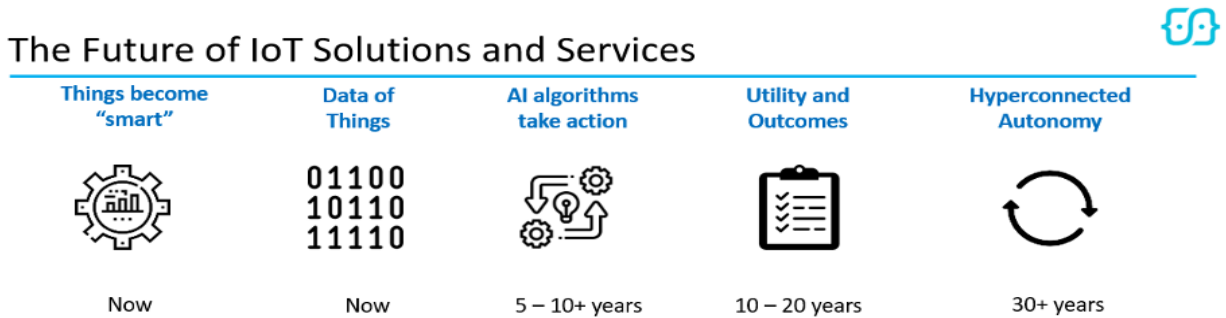 The Future of IoT Solutions and Services
Things become
“smart”
Data of
Things
AI algorithms
take action
Utility and
Outcomes
Hyperconnected
Autonomy
01100
10110
11110
Now
Now
5 – 10+ years
10 – 20 years
30+ years